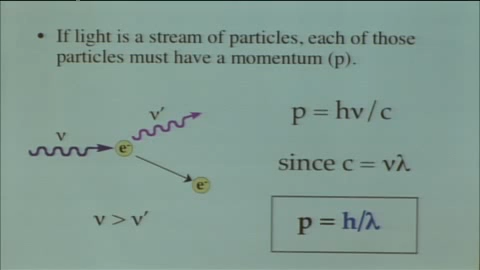 • If light is a stream of particles, each of those
particles must have a momentum (p).
ν′
p = hν/c
ν
e-
since c = νλ
e-
ν > ν′
p = h/λ